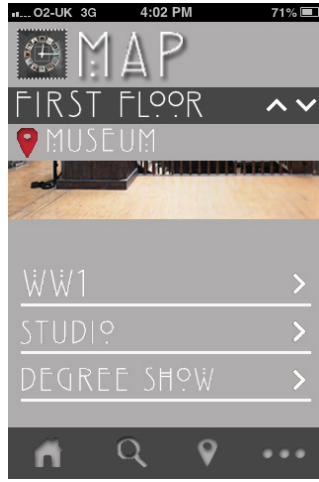 O2-UK 3G 4:02 PM 71%
MAP
FIRST FLOOR
MUSEUM
WW1
STUDIO
DEGREE SHOW